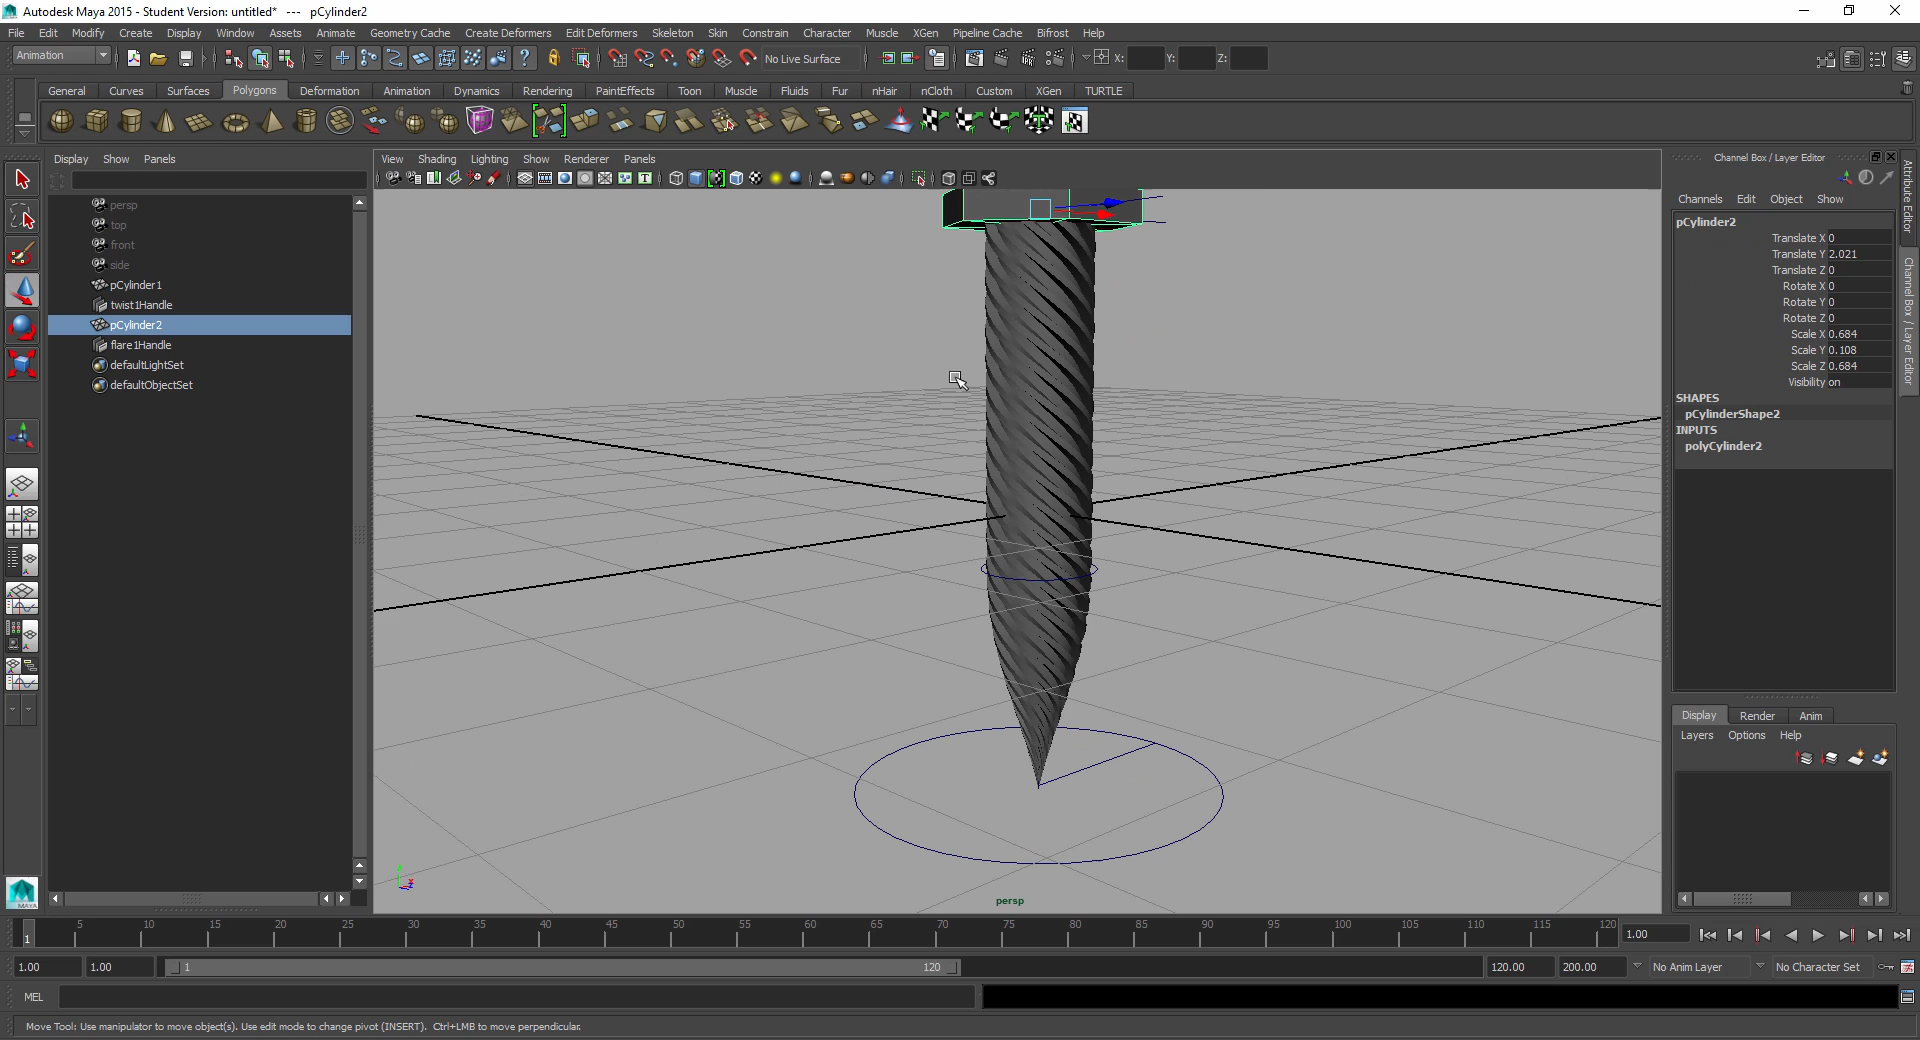 Autodesk Maya 2015 - Student Version: untitled* --- pCylinder2
File Edit Modify Create Display Window Assets Animate Geometry Cache Create Deformers Edit Deformers Skeleton Skin Constrain Character Muscle XGen Pipeline Cache Bifrost Help
Animation No Live Surface X: Y: Z:
General Curves Surfaces Polygons Deformation Animation Dynamics Rendering PaintEffects Toon Muscle Fluids Fur nHair nCloth Custom XGen TURTLE
Display Show Panels
View Shading Lighting Show Renderer Panels
persp
top
front
side
pCylinder1
twist1Handle
pCylinder2
flare1Handle
defaultLightSet
defaultObjectSet
persp
Channel Box / Layer Editor
Channels Edit Object Show
pCylinder2
Translate X 0
Translate Y 2.021
Translate Z 0
Rotate X 0
Rotate Y 0
Rotate Z 0
Scale X 0.684
Scale Y 0.108
Scale Z 0.684
Visibility on
SHAPES
pCylinderShape2
INPUTS
polyCylinder2
Attribute Editor
Channel Box / Layer Editor
Display Render Anim
Layers Options Help
MAYA
1 5 10 15 20 25 30 35 40 45 50 55 60 65 70 75 80 85 90 95 100 105 110 115 120 1.00
1.00 1.00 1 120 120.00 200.00 No Anim Layer No Character Set
MEL
Move Tool: Use manipulator to move object(s). Use edit mode to change pivot (INSERT). Ctrl+LMB to move perpendicular.